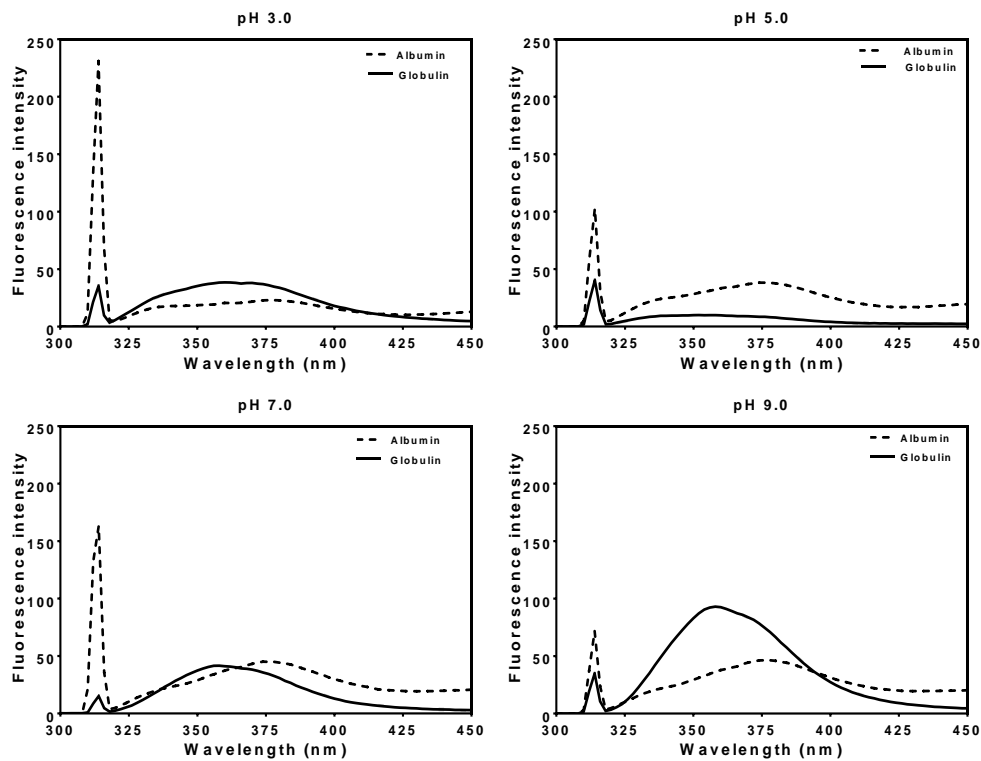 pH 3.0
250
200
150
100
50
0
300 325 350 375 400 425 450
Fluorescence intensity
Wavelength (nm)
Albumin
Globulin
pH 5.0
250
200
150
100
50
0
300 325 350 375 400 425 450
Fluorescence intensity
Wavelength (nm)
Albumin
Globulin
pH 7.0
250
200
150
100
50
0
300 325 350 375 400 425 450
Fluorescence intensity
Wavelength (nm)
Albumin
Globulin
pH 9.0
250
200
150
100
50
0
300 325 350 375 400 425 450
Fluorescence intensity
Wavelength (nm)
Albumin
Globulin